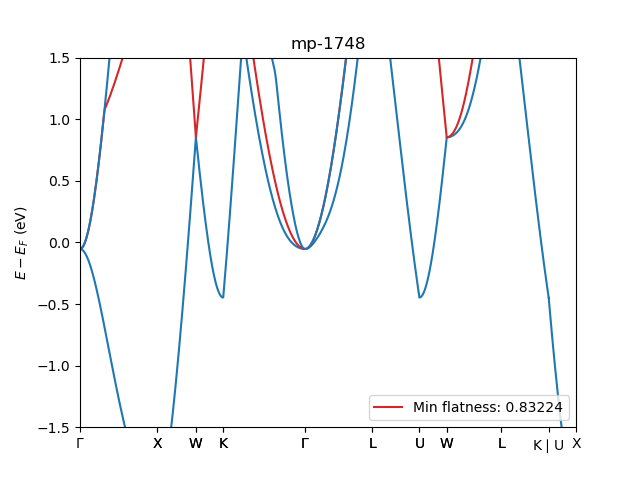 mp-1748
E − E_F (eV)
1.5
1.0
0.5
0.0
−0.5
−1.0
−1.5
Min flatness: 0.83224
Γ X W K Γ L U W L K | U X